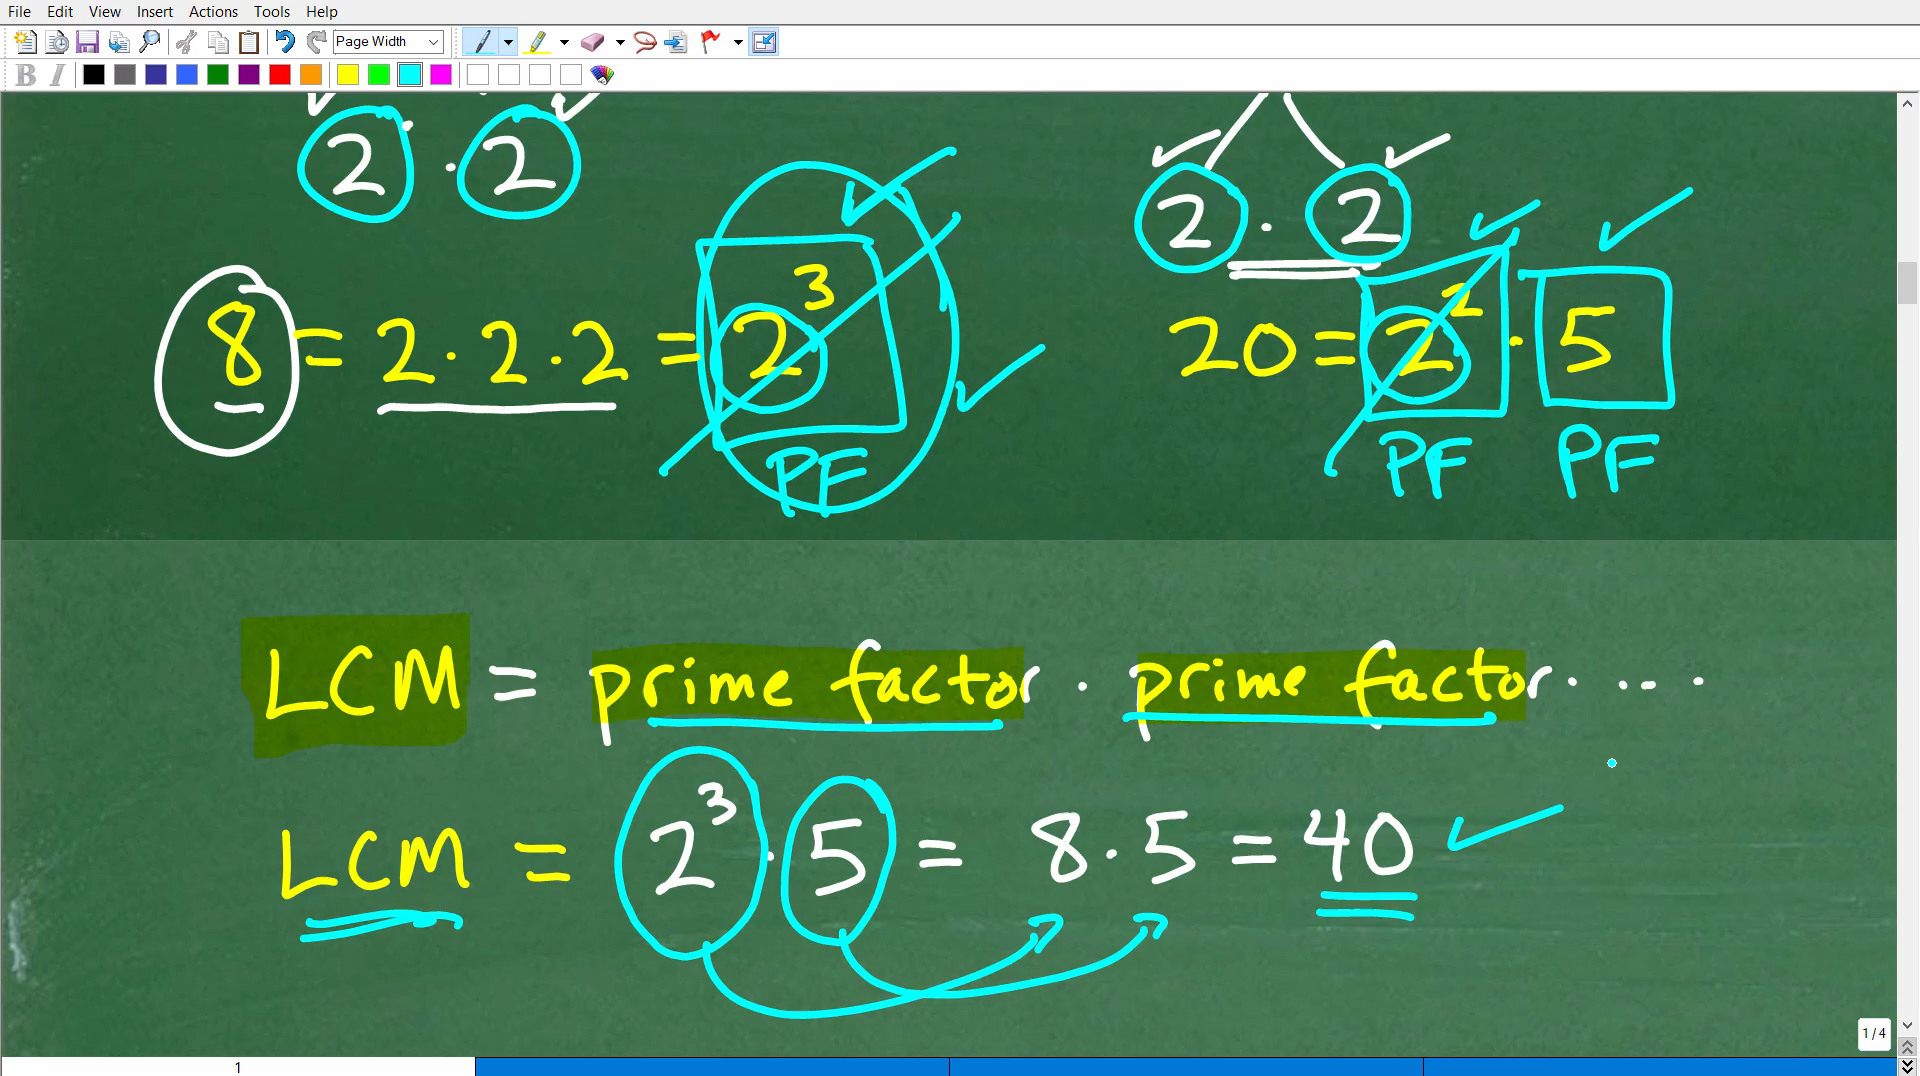 File Edit View Insert Actions Tools Help
Page Width
B I
2 · 2
2 · 2
8 = 2 · 2 · 2 = 2³
20 = 2² · 5
PF
PF PF
LCM = prime factor · prime factor · ...
LCM = 2³ · 5 = 8 · 5 = 40
1 / 4
1